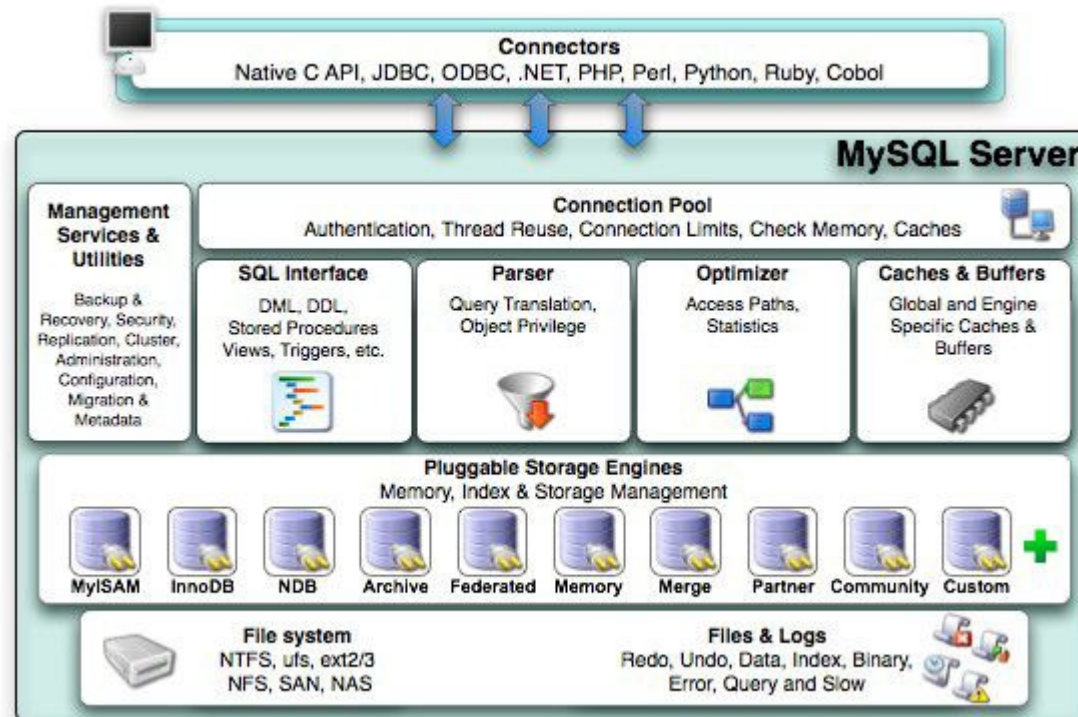 Connectors
Native C API, JDBC, ODBC, .NET, PHP, Perl, Python, Ruby, Cobol
MySQL Server
Management
Services &
Utilities
Backup &
Recovery, Security,
Replication, Cluster,
Administration,
Configuration,
Migration &
Metadata
Connection Pool
Authentication, Thread Reuse, Connection Limits, Check Memory, Caches
SQL Interface
DML, DDL,
Stored Procedures
Views, Triggers, etc.
Parser
Query Translation,
Object Privilege
Optimizer
Access Paths,
Statistics
Caches & Buffers
Global and Engine
Specific Caches &
Buffers
Pluggable Storage Engines
Memory, Index & Storage Management
MyISAM
InnoDB
NDB
Archive
Federated
Memory
Merge
Partner
Community
Custom
File system
NTFS, ufs, ext2/3
NFS, SAN, NAS
Files & Logs
Redo, Undo, Data, Index, Binary,
Error, Query and Slow